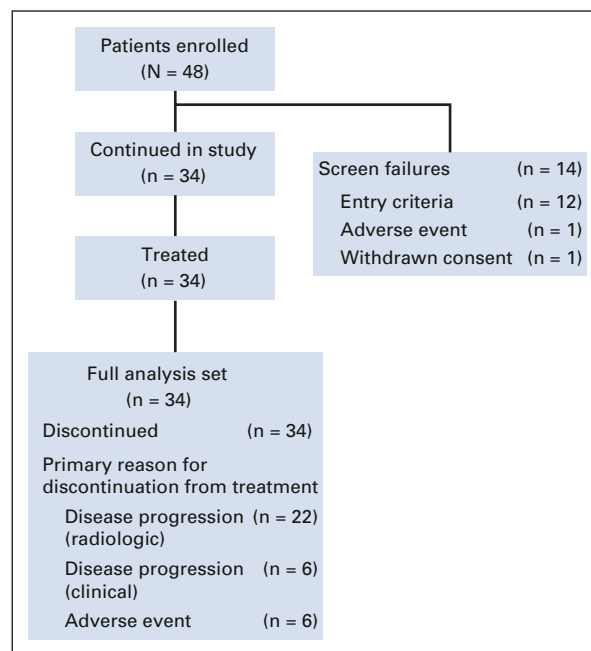 Patients enrolled
(N = 48)
Continued in study
(n = 34)
Screen failures (n = 14)
Entry criteria (n = 12)
Adverse event (n = 1)
Withdrawn consent (n = 1)
Treated
(n = 34)
Full analysis set
(n = 34)
Discontinued (n = 34)
Primary reason for
discontinuation from treatment
Disease progression (n = 22)
(radiologic)
Disease progression (n = 6)
(clinical)
Adverse event (n = 6)